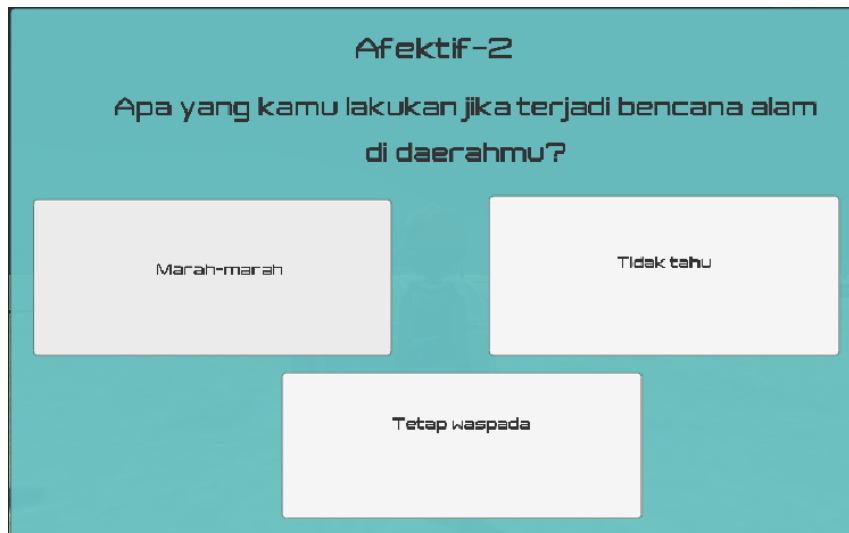 Afektif-2
Apa yang kamu lakukan jika terjadi bencana alam
di daerahmu?
Marah-marah
Tidak tahu
Tetap waspada